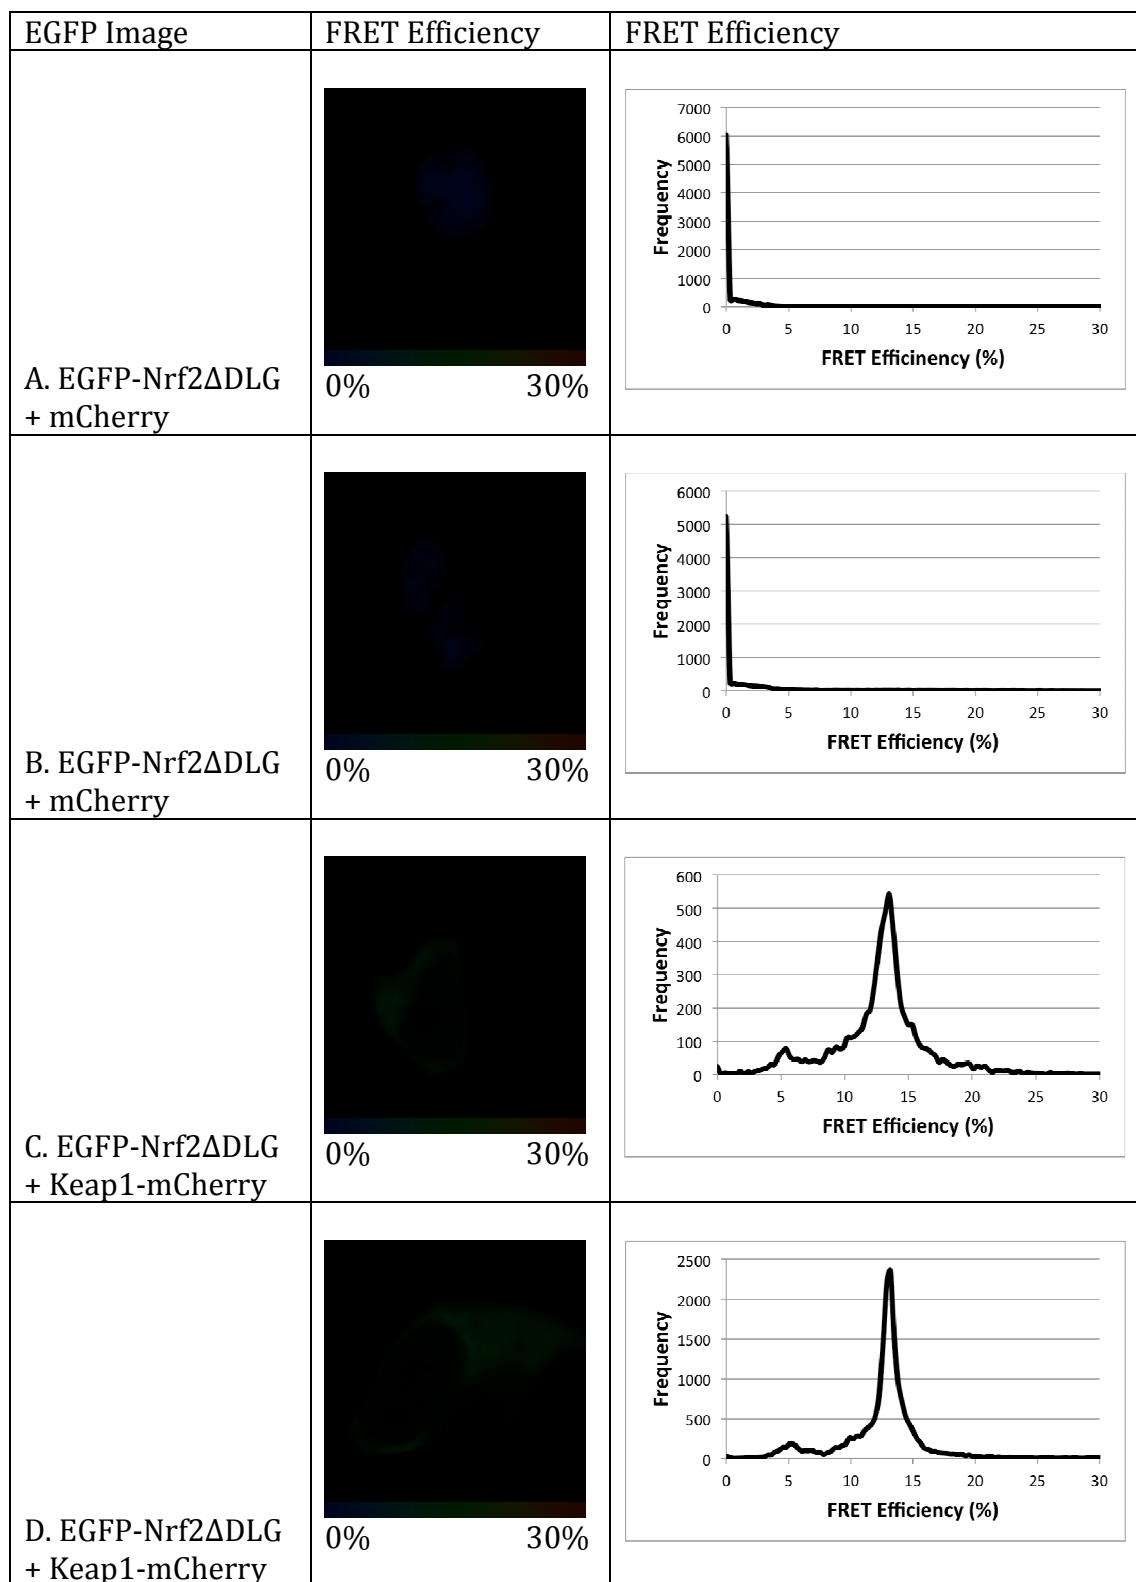 EGFP Image
FRET Efficiency
FRET Efficiency
A. EGFP-Nrf2ΔDLG
+ mCherry
0% 30%
7000
6000
5000
4000
3000
2000
1000
0
Frequency
0 5 10 15 20 25 30
FRET Efficinency (%)
B. EGFP-Nrf2ΔDLG
+ mCherry
0% 30%
6000
5000
4000
3000
2000
1000
0
Frequency
0 5 10 15 20 25 30
FRET Efficiency (%)
C. EGFP-Nrf2ΔDLG
+ Keap1-mCherry
0% 30%
600
500
400
300
200
100
0
Frequency
0 5 10 15 20 25 30
FRET Efficiency (%)
D. EGFP-Nrf2ΔDLG
+ Keap1-mCherry
0% 30%
2500
2000
1500
1000
500
0
Frequency
0 5 10 15 20 25 30
FRET Efficiency (%)